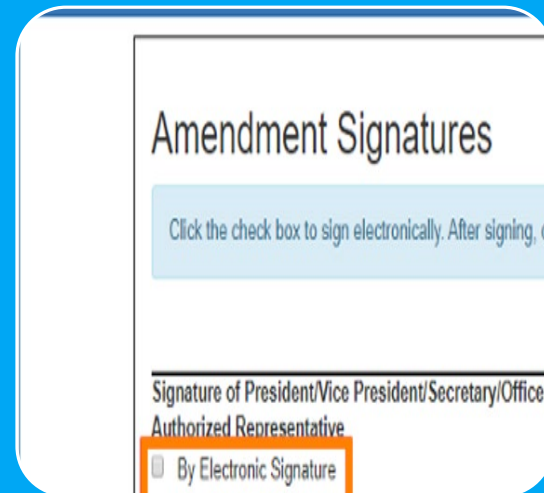 Amendment Signatures
Click the check box to sign electronically. After signing,
Signature of President/Vice President/Secretary/Office
Authorized Representative
By Electronic Signature